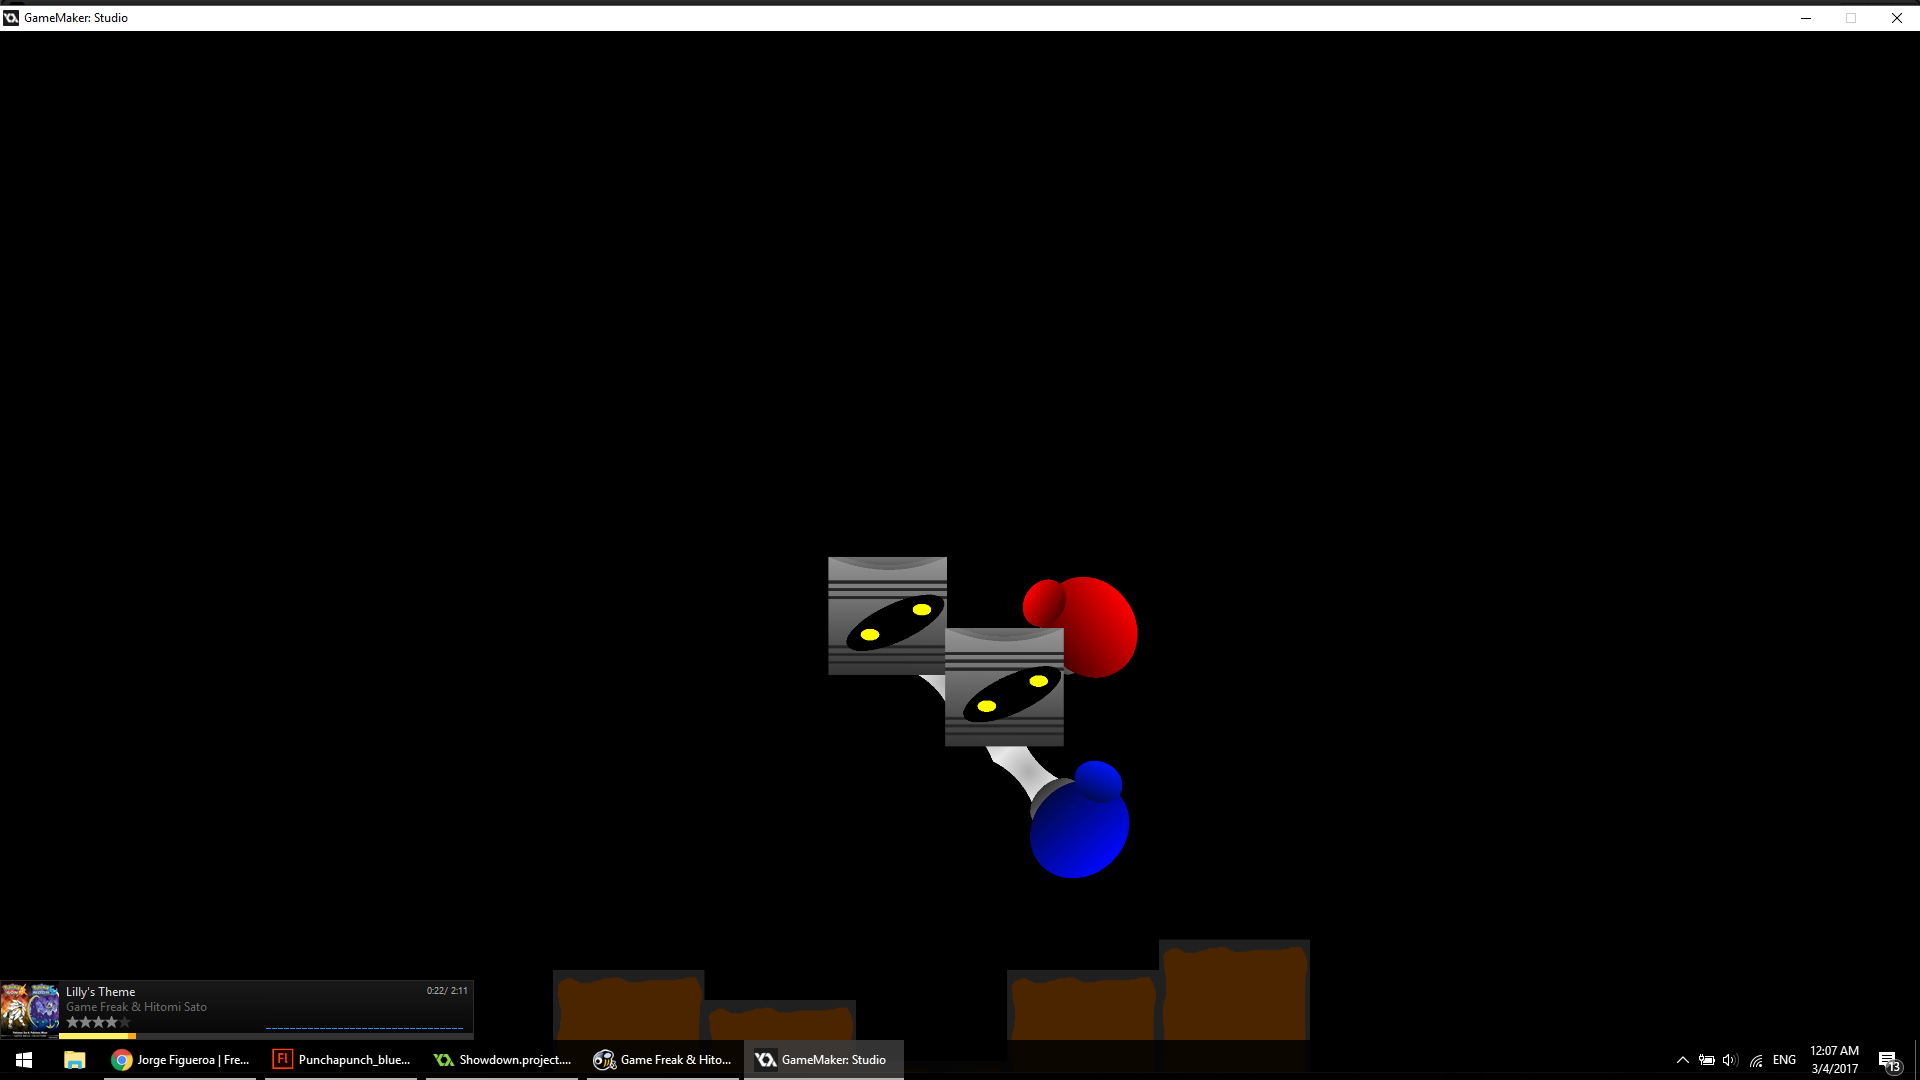 GameMaker: Studio
Lilly's Theme
0:22/ 2:11
Game Freak & Hitomi Sato
Jorge Figueroa | Fre...
Fl
Punchapunch_blue...
Showdown.project....
Game Freak & Hito...
GameMaker: Studio
ENG
12:07 AM
3/4/2017
13